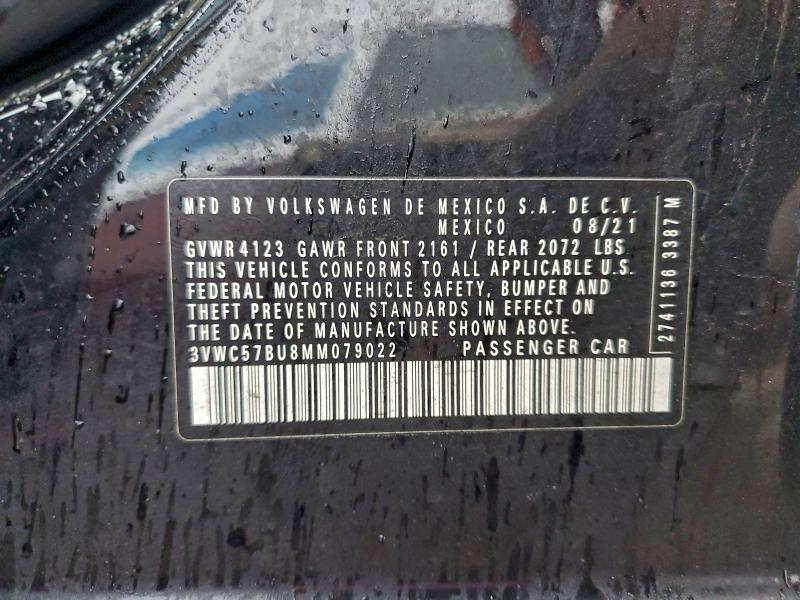 MFD BY VOLKSWAGEN DE MEXICO S.A. DE C.V.
MEXICO 08/21
GVWR 4123 GAWR FRONT 2161 / REAR 2072 LBS
THIS VEHICLE CONFORMS TO ALL APPLICABLE U.S.
FEDERAL MOTOR VEHICLE SAFETY, BUMPER AND
THEFT PREVENTION STANDARDS IN EFFECT ON
THE DATE OF MANUFACTURE SHOWN ABOVE.
3VWC57BU8MM079022 PASSENGER CAR
2741136 3387 M